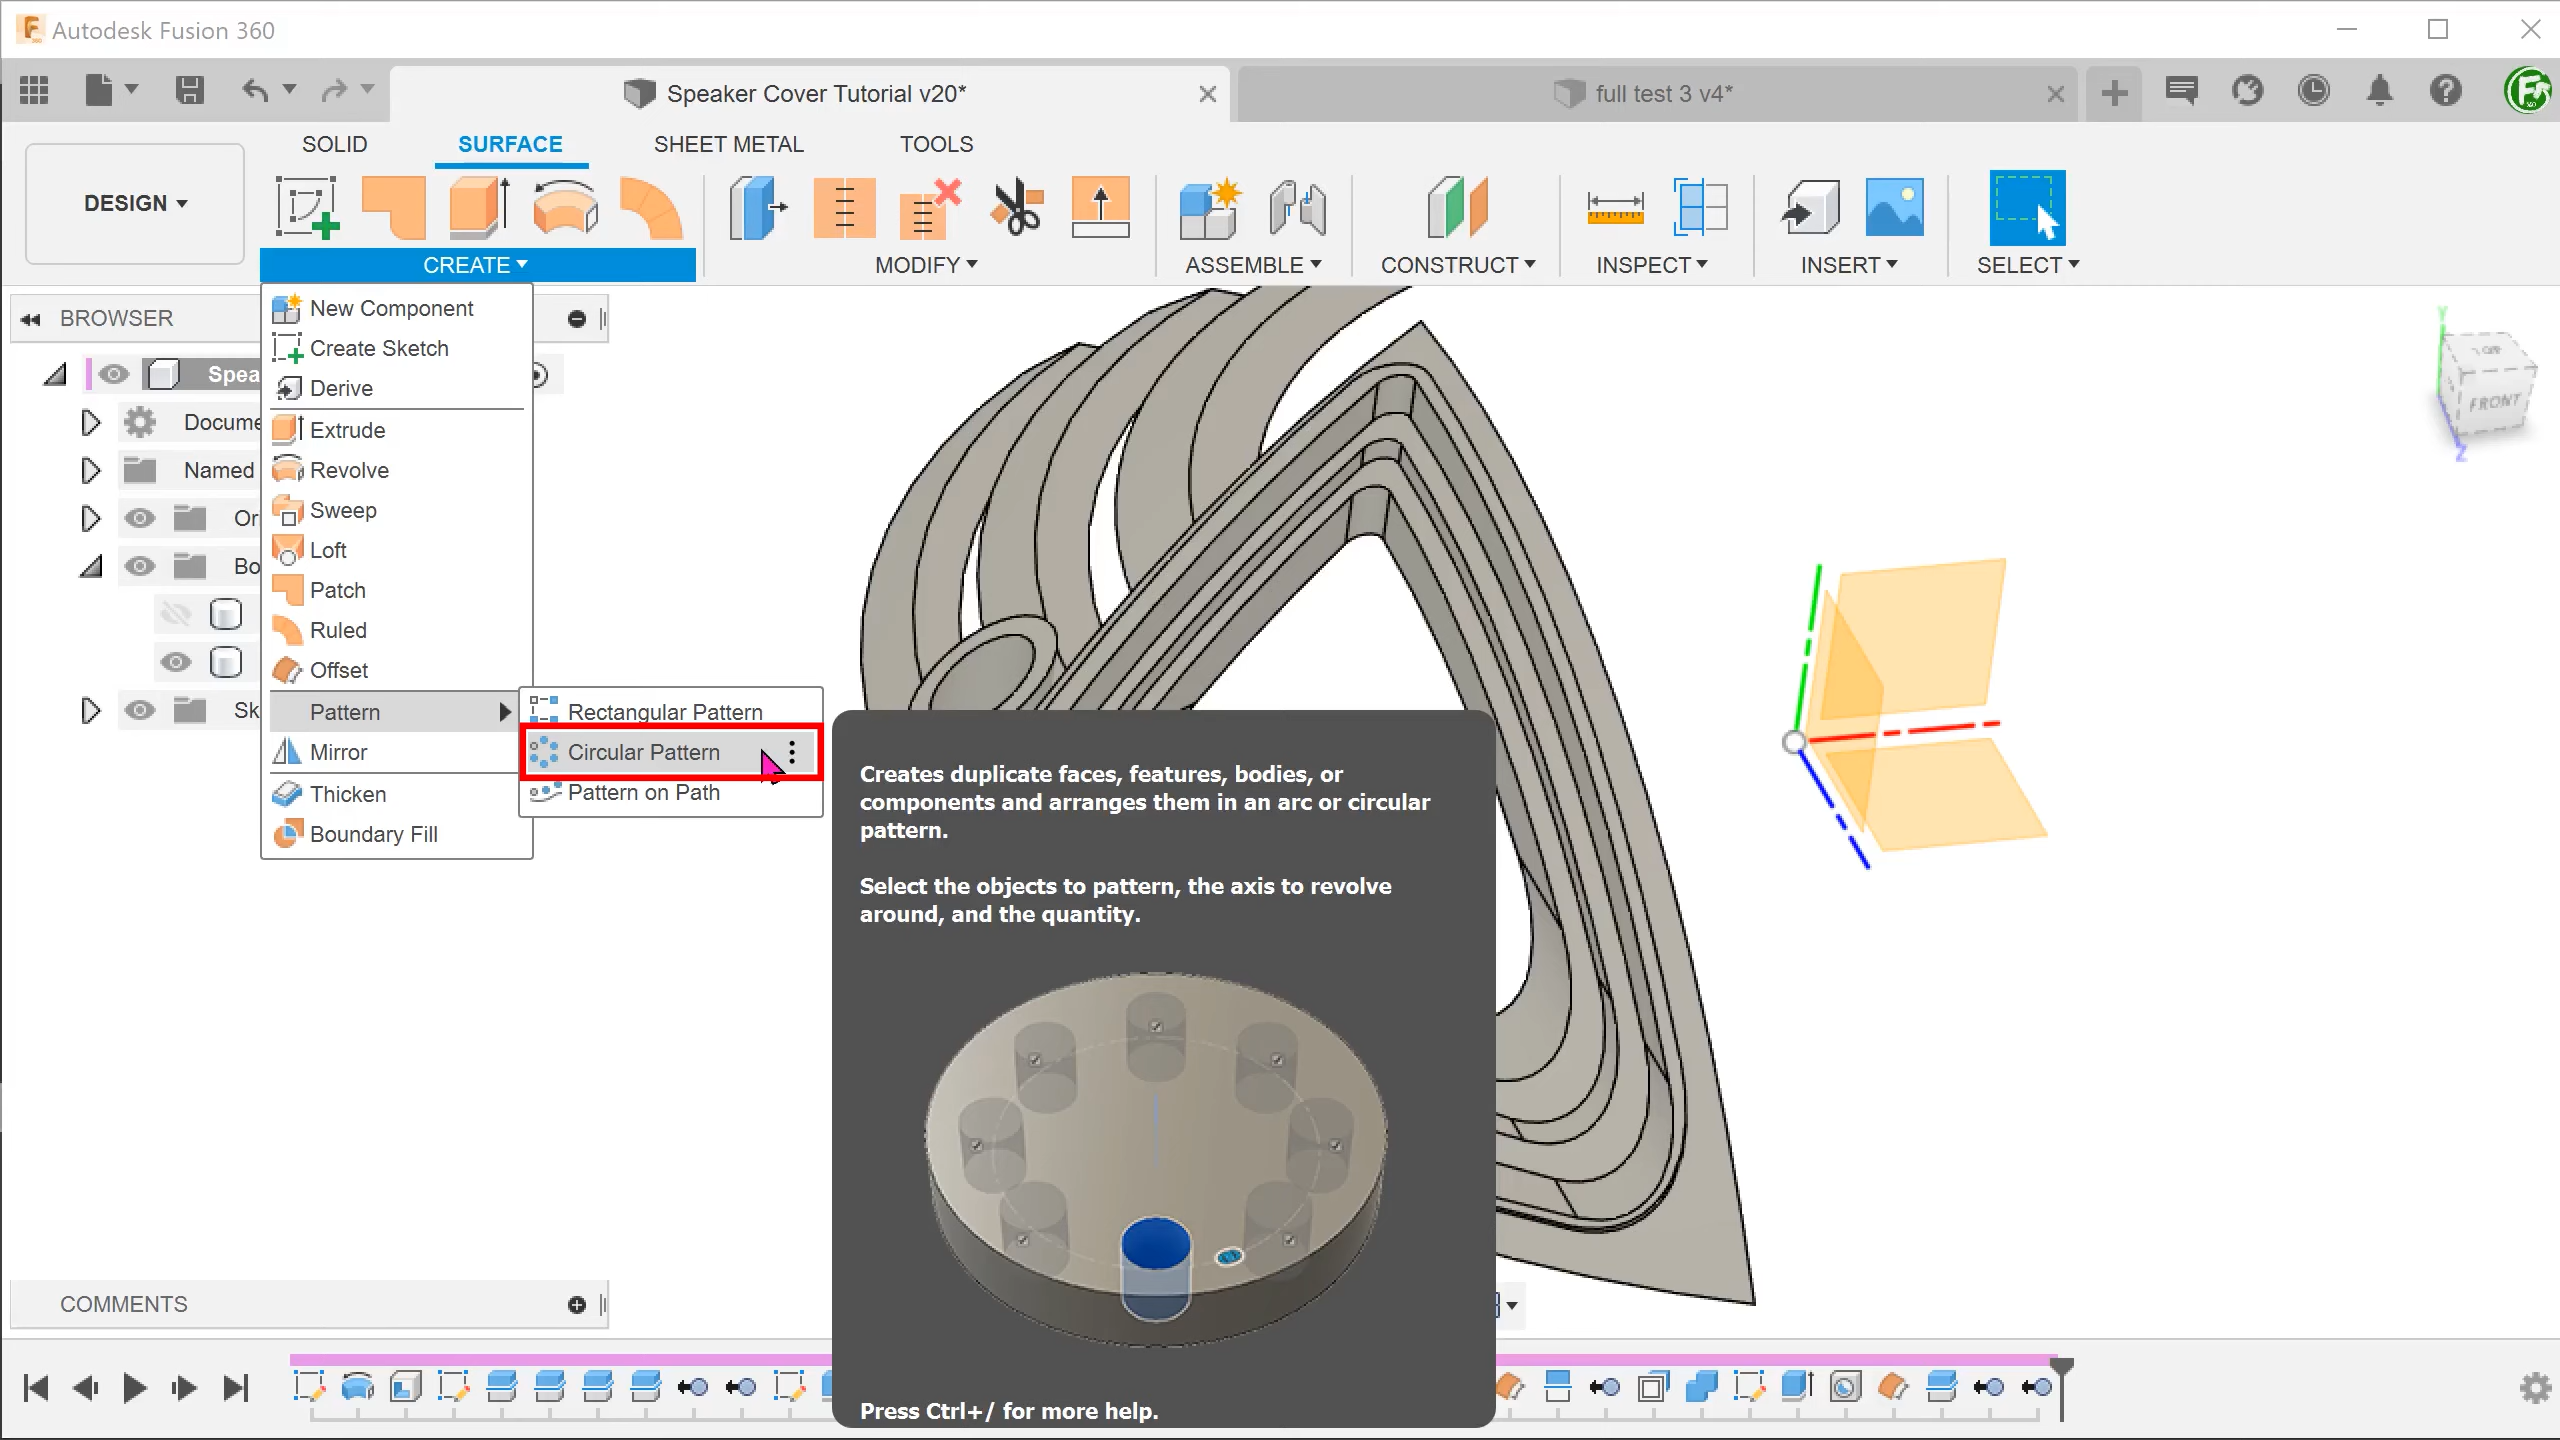 Autodesk Fusion 360
Speaker Cover Tutorial v20*
full test 3 v4*
SOLID
SURFACE
SHEET METAL
TOOLS
DESIGN
CREATE
MODIFY
ASSEMBLE
CONSTRUCT
INSPECT
INSERT
SELECT
BROWSER
Spea
Docume
Named
Or
Bo
Sk
New Component
Create Sketch
Derive
Extrude
Revolve
Sweep
Loft
Patch
Ruled
Offset
Pattern
Mirror
Thicken
Boundary Fill
Rectangular Pattern
Circular Pattern
Pattern on Path
Creates duplicate faces, features, bodies, or
components and arranges them in an arc or circular
pattern.
Select the objects to pattern, the axis to revolve
around, and the quantity.
Press Ctrl+/ for more help.
Y
TOP
FRONT
Z
COMMENTS